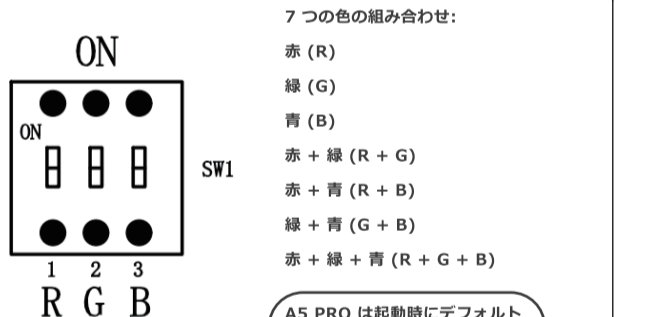 ON
ON
SW1
1 2 3
R G B
7 つの色の組み合わせ:
赤 (R)
緑 (G)
青 (B)
赤 + 緑 (R + G)
赤 + 青 (R + B)
緑 + 青 (G + B)
赤 + 緑 + 青 (R + G + B)
A5 PRO は起動時にデフォルト